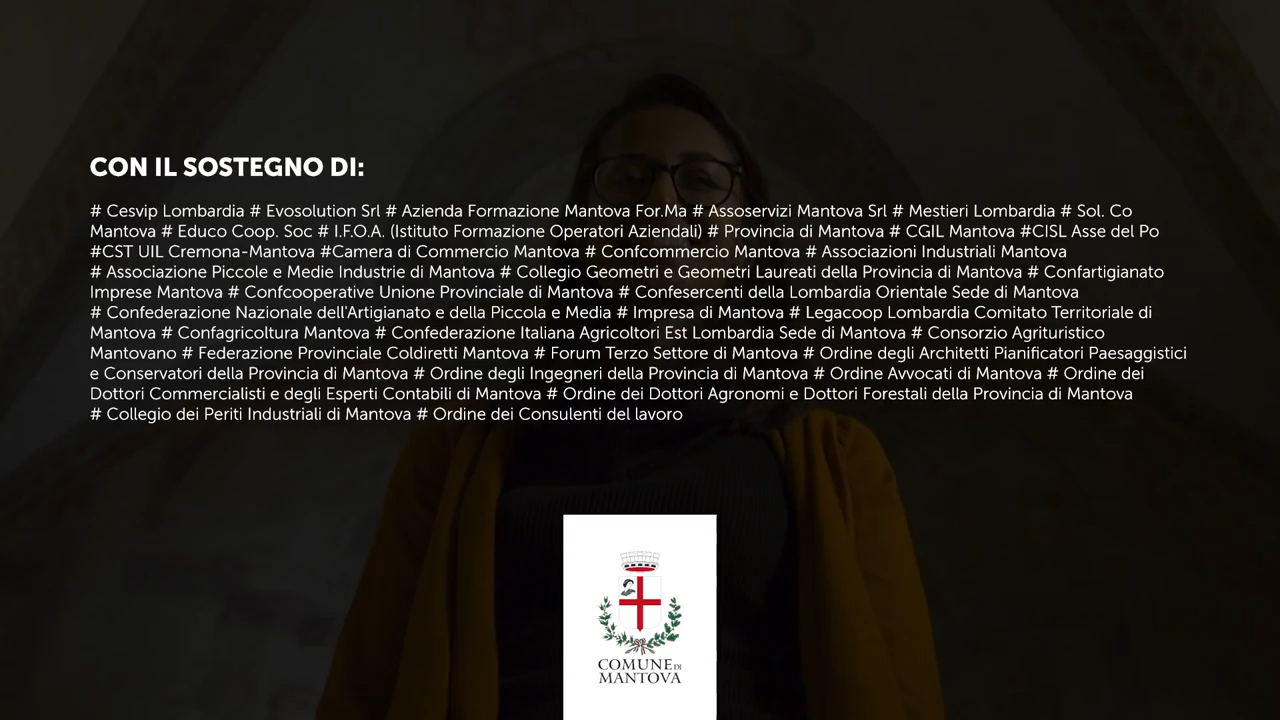 CON IL SOSTEGNO DI:
# Cesvip Lombardia # Evosolution Srl # Azienda Formazione Mantova For.Ma # Assoservizi Mantova Srl # Mestieri Lombardia # Sol. Co
Mantova # Educo Coop. Soc # I.F.O.A. (Istituto Formazione Operatori Aziendali) # Provincia di Mantova # CGIL Mantova #CISL Asse del Po
#CST UIL Cremona-Mantova #Camera di Commercio Mantova # Confcommercio Mantova # Associazioni Industriali Mantova
# Associazione Piccole e Medie Industrie di Mantova # Collegio Geometri e Geometri Laureati della Provincia di Mantova # Confartigianato
Imprese Mantova # Confcooperative Unione Provinciale di Mantova # Confesercenti della Lombardia Orientale Sede di Mantova
# Confederazione Nazionale dell'Artigianato e della Piccola e Media # Impresa di Mantova # Legacoop Lombardia Comitato Territoriale di
Mantova # Confagricoltura Mantova # Confederazione Italiana Agricoltori Est Lombardia Sede di Mantova # Consorzio Agrituristico
Mantovano # Federazione Provinciale Coldiretti Mantova # Forum Terzo Settore di Mantova # Ordine degli Architetti Pianificatori Paesaggistici
e Conservatori della Provincia di Mantova # Ordine degli Ingegneri della Provincia di Mantova # Ordine Avvocati di Mantova # Ordine dei
Dottori Commercialisti e degli Esperti Contabili di Mantova # Ordine dei Dottori Agronomi e Dottori Forestali della Provincia di Mantova
# Collegio dei Periti Industriali di Mantova # Ordine dei Consulenti del lavoro
COMUNE DI
MANTOVA